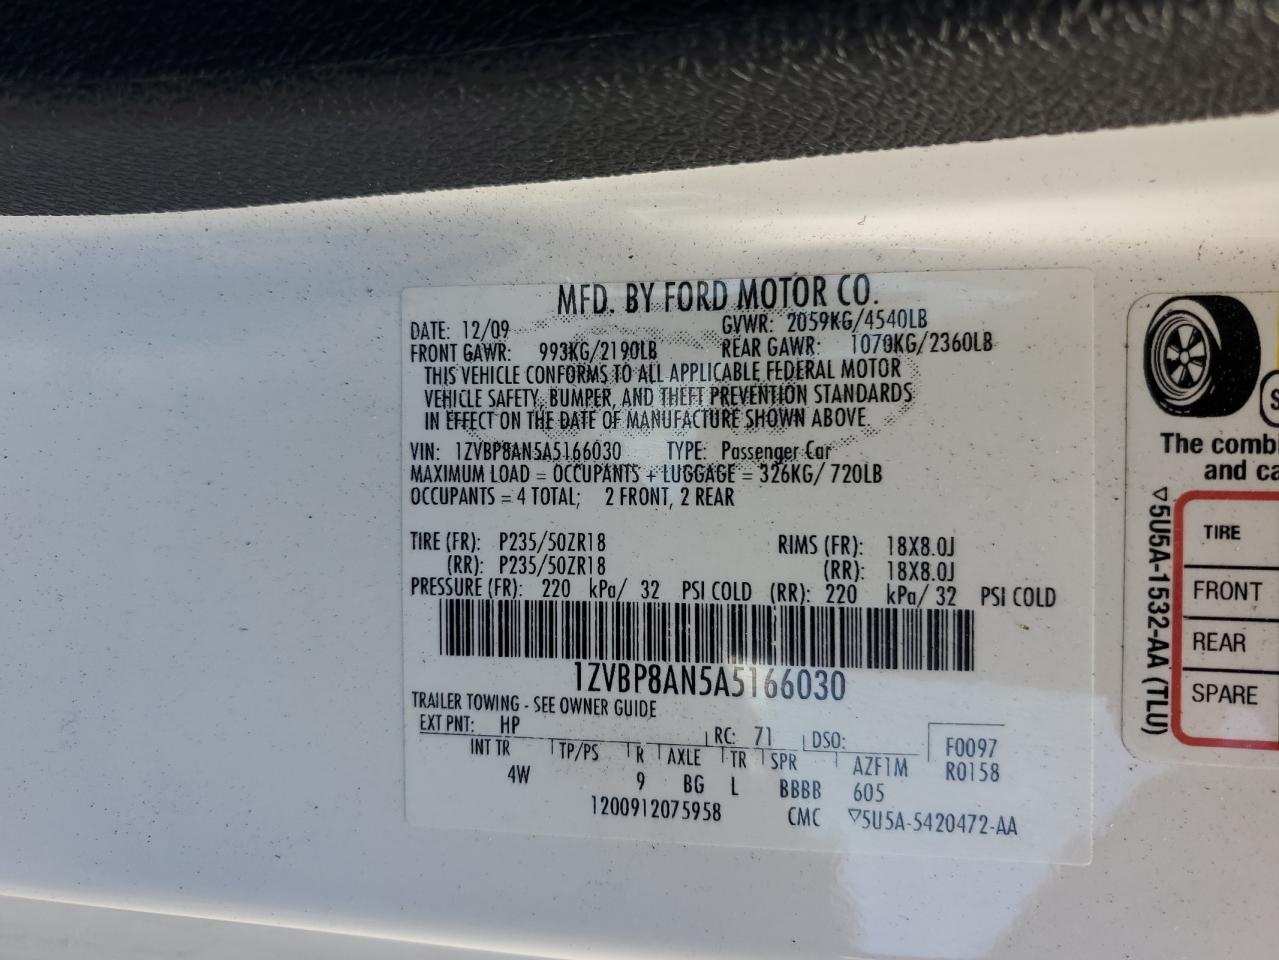 MFD. BY FORD MOTOR CO.
DATE: 12/09 GVWR: 2059KG/4540LB
FRONT GAWR: 993KG/2190LB REAR GAWR: 1070KG/2360LB
THIS VEHICLE CONFORMS TO ALL APPLICABLE FEDERAL MOTOR
VEHICLE SAFETY, BUMPER, AND THEFT PREVENTION STANDARDS
IN EFFECT ON THE DATE OF MANUFACTURE SHOWN ABOVE.
VIN: 1ZVBP8AN5A5166030 TYPE: Passenger Car
MAXIMUM LOAD = OCCUPANTS + LUGGAGE = 326KG/ 720LB
OCCUPANTS = 4 TOTAL; 2 FRONT, 2 REAR
TIRE (FR): P235/50ZR18 RIMS (FR): 18X8.0J
(RR): P235/50ZR18 (RR): 18X8.0J
PRESSURE (FR): 220 kPa/ 32 PSI COLD (RR): 220 kPa/ 32 PSI COLD
1ZVBP8AN5A5166030
TRAILER TOWING - SEE OWNER GUIDE
EXT PNT: HP RC: 71 DSO: F0097
INT TR TP/PS R AXLE TR SPR AZF1M R0158
4W 9 BG L BBBB 605
1200912075958 CMC ▽5U5A-5420472-AA
The combi
and ca
▽5U5A-1532-AA (TLU)
TIRE
FRONT
REAR
SPARE